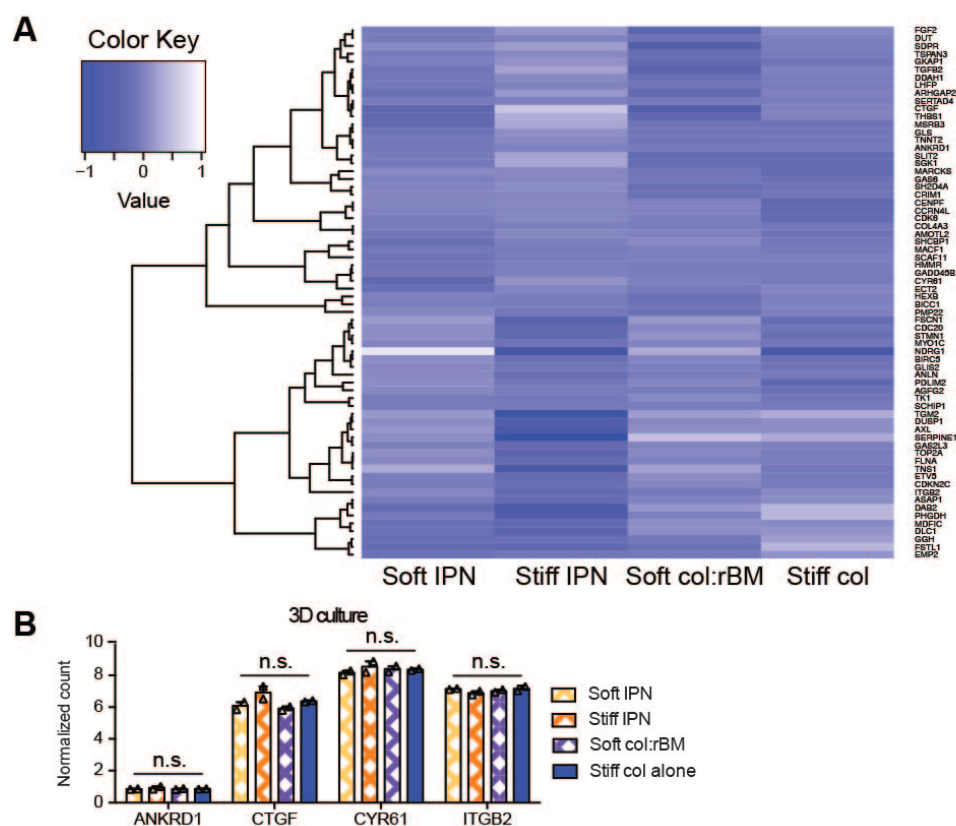 A
Color Key
−1 0 1
Value
FGF2
DUT
SDPR
TSPAN3
GKAP1
TGFB2
DDAH1
LHFP
ARHGAP2
SERTAD4
CTGF
THBS1
MSRB3
GLS
TNNT2
ANKRD1
SLIT2
SGK1
MARCKS
GAS6
SH2D4A
CRIM1
CENPF
CCRN4L
CDK6
COL4A3
AMOTL2
SHCBP1
MACF1
SCAF11
HMMR
GADD45B
CYR61
ECT2
HEXB
BICC1
PMP22
FSCN1
CDC20
STMN1
MYO1C
NDRG1
BIRC5
GLIS2
ANLN
PDLIM2
AGFG2
TK1
SCHIP1
TGM2
DUSP1
AXL
SERPINE1
GAS2L3
TOP2A
FLNA
TNS1
ETV5
CDKN2C
ITGB2
ASAP1
DAB2
PHGDH
MDFIC
DLC1
GGH
FSTL1
EMP2
Soft IPN Stiff IPN Soft col:rBM Stiff col
B
3D culture
Normalized count
10
8
6
4
2
0
n.s.
n.s.
n.s.
n.s.
ANKRD1 CTGF CYR61 ITGB2
Soft IPN
Stiff IPN
Soft col:rBM
Stiff col alone